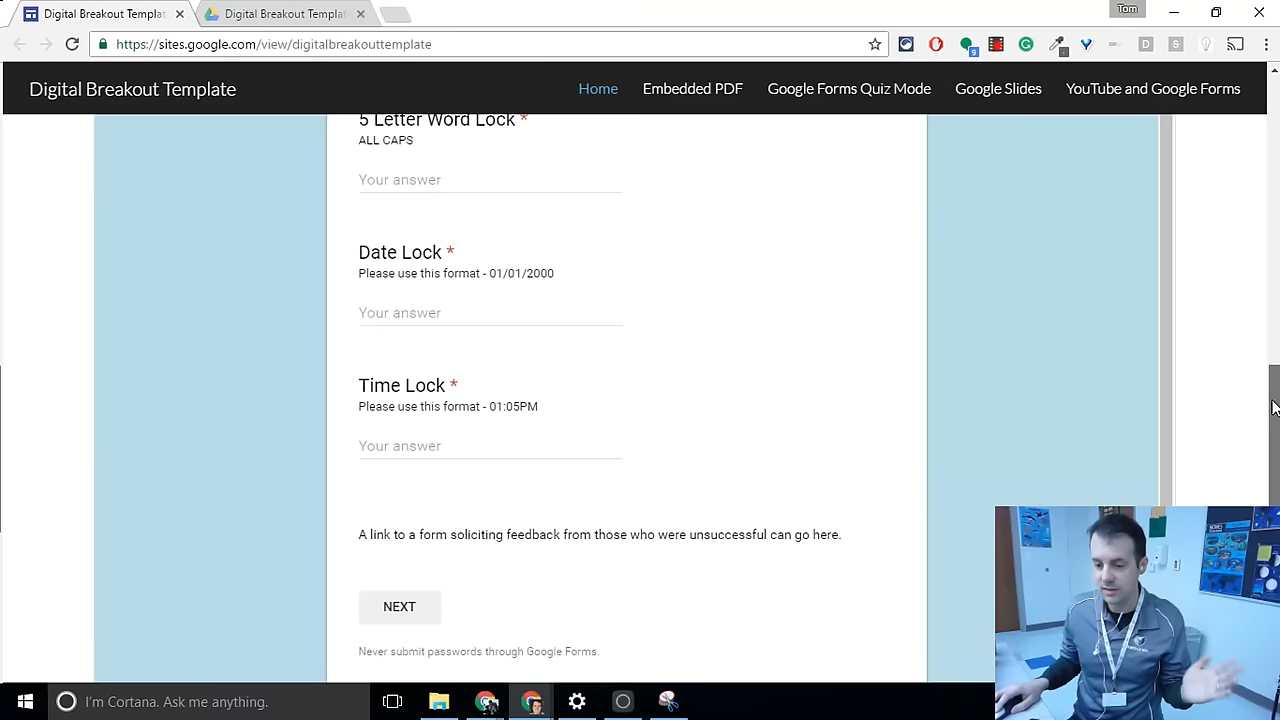 Digital Breakout Templat
Digital Breakout Templat
Tom
https://sites.google.com/view/digitalbreakouttemplate
9
D
S
Digital Breakout Template
Home
Embedded PDF
Google Forms Quiz Mode
Google Slides
YouTube and Google Forms
5 Letter Word Lock *
ALL CAPS
Your answer
Date Lock *
Please use this format - 01/01/2000
Your answer
Time Lock *
Please use this format - 01:05PM
Your answer
A link to a form soliciting feedback from those who were unsuccessful can go here.
NEXT
Never submit passwords through Google Forms.
I'm Cortana. Ask me anything.